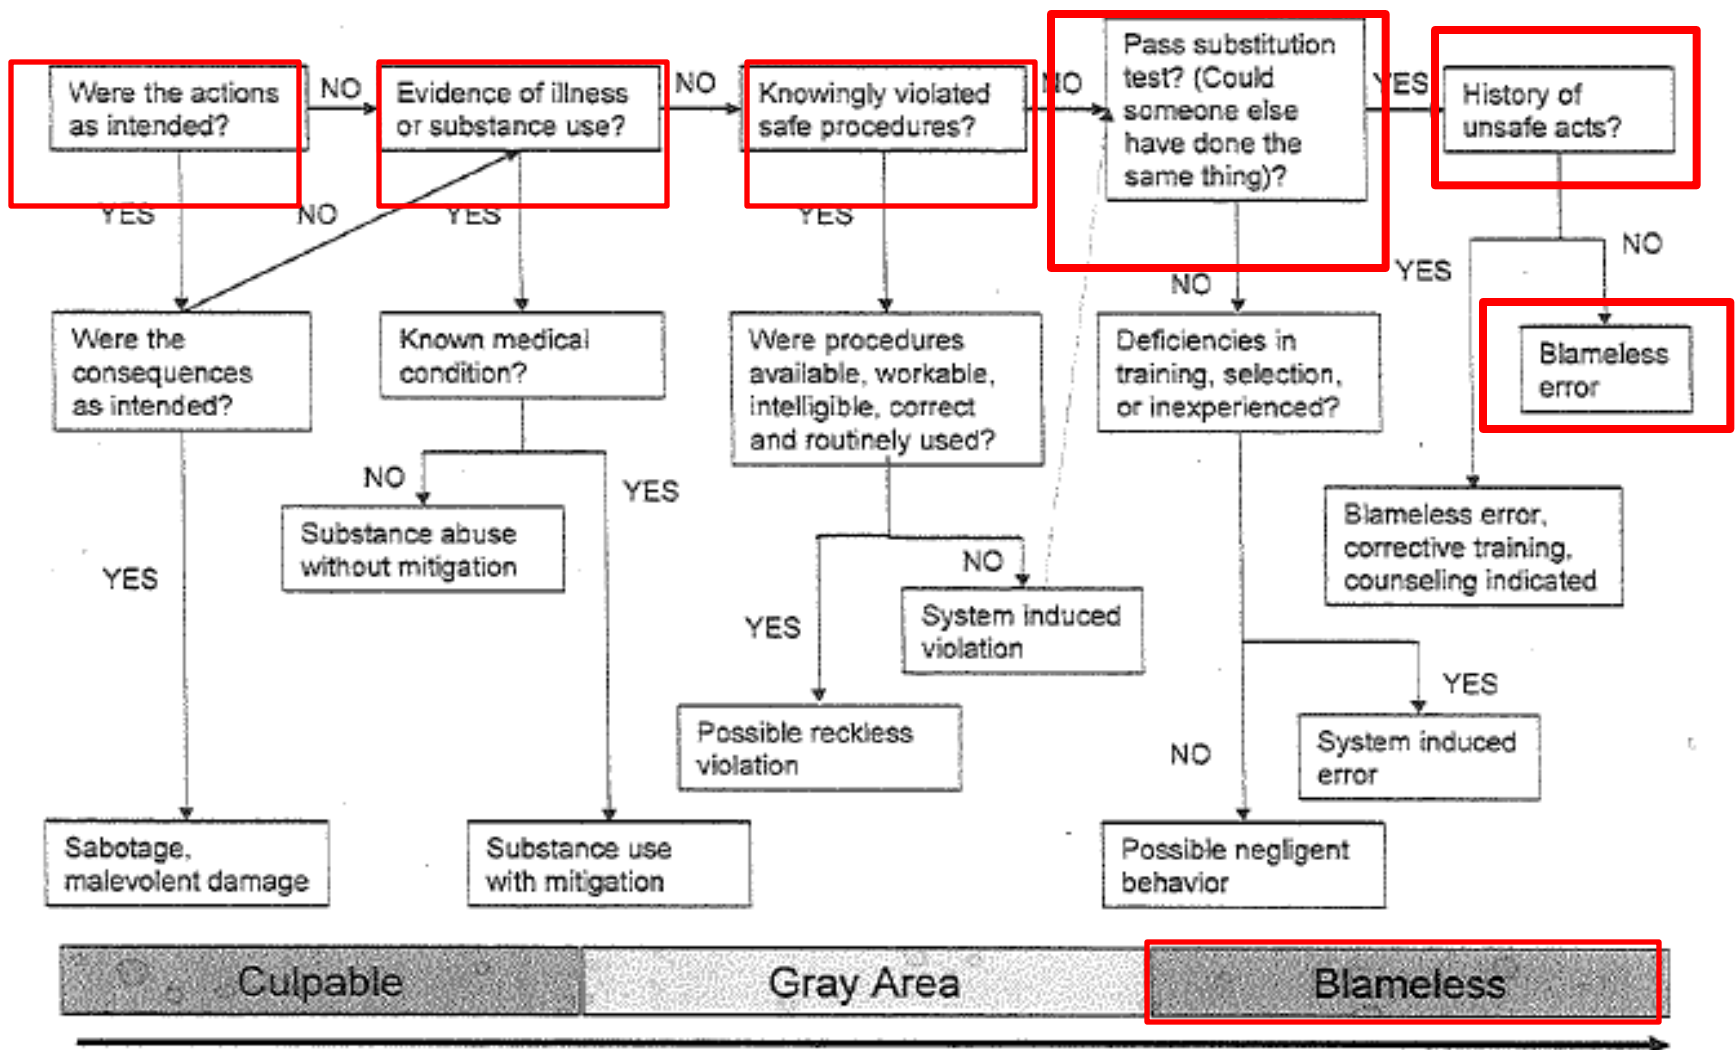 Were the actions
as intended?
NO
Evidence of illness
or substance use?
NO
Knowingly violated
safe procedures?
NO
Pass substitution
test? (Could
someone else
have done the
same thing)?
YES
History of
unsafe acts?
YES
NO
YES
YES
NO
YES
NO
Were the
consequences
as intended?
Known medical
condition?
Were procedures
available, workable,
intelligible, correct
and routinely used?
Deficiencies in
training, selection,
or inexperienced?
Blameless
error
NO
YES
Substance abuse
without mitigation
Blameless error,
corrective training,
counseling indicated
YES
NO
YES
System induced
violation
YES
NO
Possible reckless
violation
System induced
error
Sabotage,
malevolent damage
Substance use
with mitigation
Possible negligent
behavior
Culpable
Gray Area
Blameless